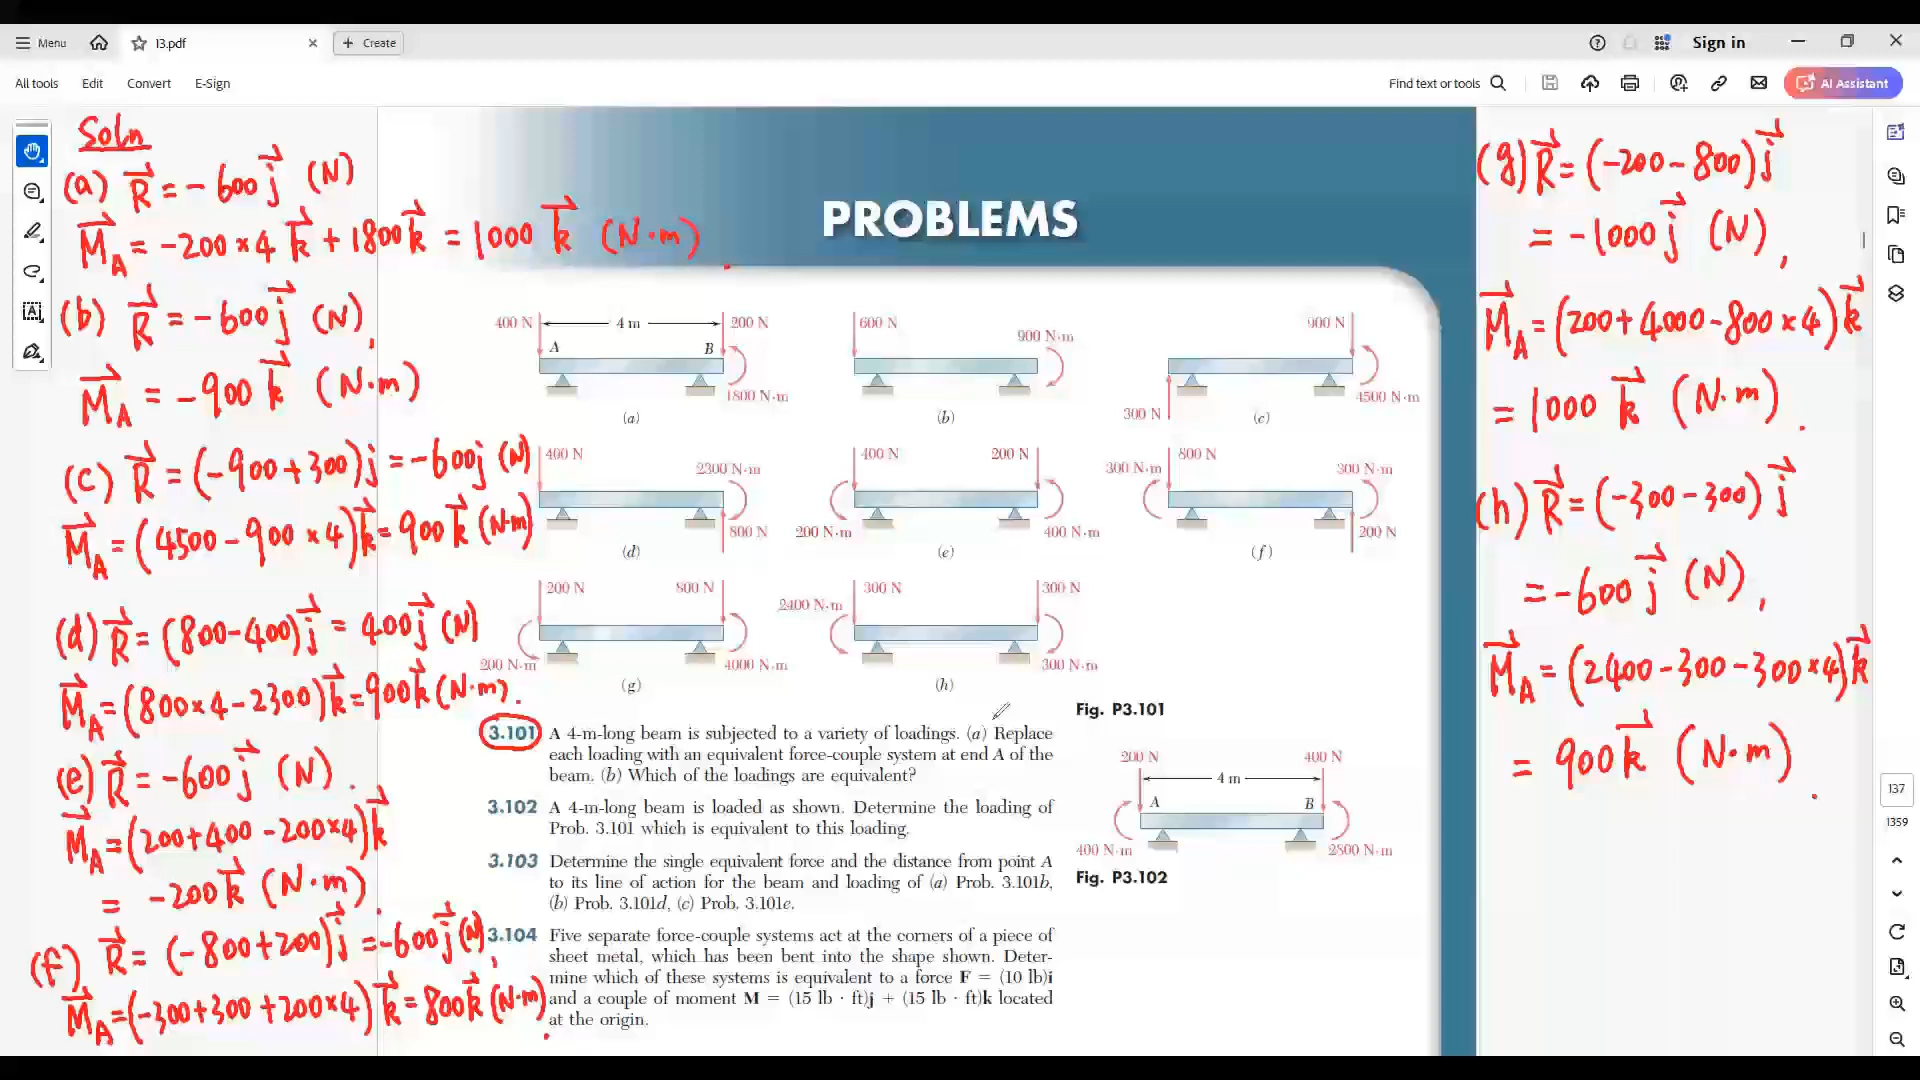 Menu
13.pdf
Create
Sign in
All tools
Edit
Convert
E-Sign
Find text or tools
AI Assistant
Soln
(a) R⃗ = -600 j⃗ (N)
M⃗_A = -200×4 k⃗ + 1800 k⃗ = 1000 k⃗ (N·m)
(b) R⃗ = -600 j⃗ (N),
M⃗_A = -900 k⃗ (N·m)
(c) R⃗ = (-900+300) j = -600j (N)
M⃗_A = (4500-900×4) k⃗ = 900 k⃗ (N·m)
(d) R⃗ = (800-400) j⃗ = 400 j⃗ (N)
M⃗_A = (800×4-2300) k⃗ = 900 k⃗ (N·m).
(e) R⃗ = -600 j⃗ (N).
M⃗_A = (200+400-200×4) k⃗
= -200 k⃗ (N·m).
(f) R⃗ = (-800+200) j⃗ = -600 j⃗ (N),
M⃗_A = (-300+300+200×4) k⃗ = 800 k⃗ (N·m).
PROBLEMS
400 N
4 m
200 N
A
B
1800 N·m
(a)
600 N
900 N·m
(b)
900 N
300 N
4500 N·m
(c)
400 N
2300 N·m
800 N
(d)
400 N
200 N
200 N·m
400 N·m
(e)
300 N·m
800 N
300 N·m
200 N
(f)
200 N
800 N
200 N·m
4000 N·m
(g)
2400 N·m
300 N
300 N
300 N·m
(h)
Fig. P3.101
3.101 A 4-m-long beam is subjected to a variety of loadings. (a) Replace
each loading with an equivalent force-couple system at end A of the
beam. (b) Which of the loadings are equivalent?
3.102 A 4-m-long beam is loaded as shown. Determine the loading of
Prob. 3.101 which is equivalent to this loading.
3.103 Determine the single equivalent force and the distance from point A
to its line of action for the beam and loading of (a) Prob. 3.101b,
(b) Prob. 3.101d, (c) Prob. 3.101e.
3.104 Five separate force-couple systems act at the corners of a piece of
sheet metal, which has been bent into the shape shown. Deter-
mine which of these systems is equivalent to a force F = (10 lb)i
and a couple of moment M = (15 lb · ft)j + (15 lb · ft)k located
at the origin.
200 N
400 N
4 m
A
B
400 N·m
2800 N·m
Fig. P3.102
(g) R⃗ = (-200-800) j⃗
= -1000 j⃗ (N),
M⃗_A = (200+4000-800×4) k⃗
= 1000 k⃗ (N·m).
(h) R⃗ = (-300-300) j⃗
= -600 j⃗ (N),
M⃗_A = (2400-300-300×4) k⃗
= 900 k⃗ (N·m).
137
1359